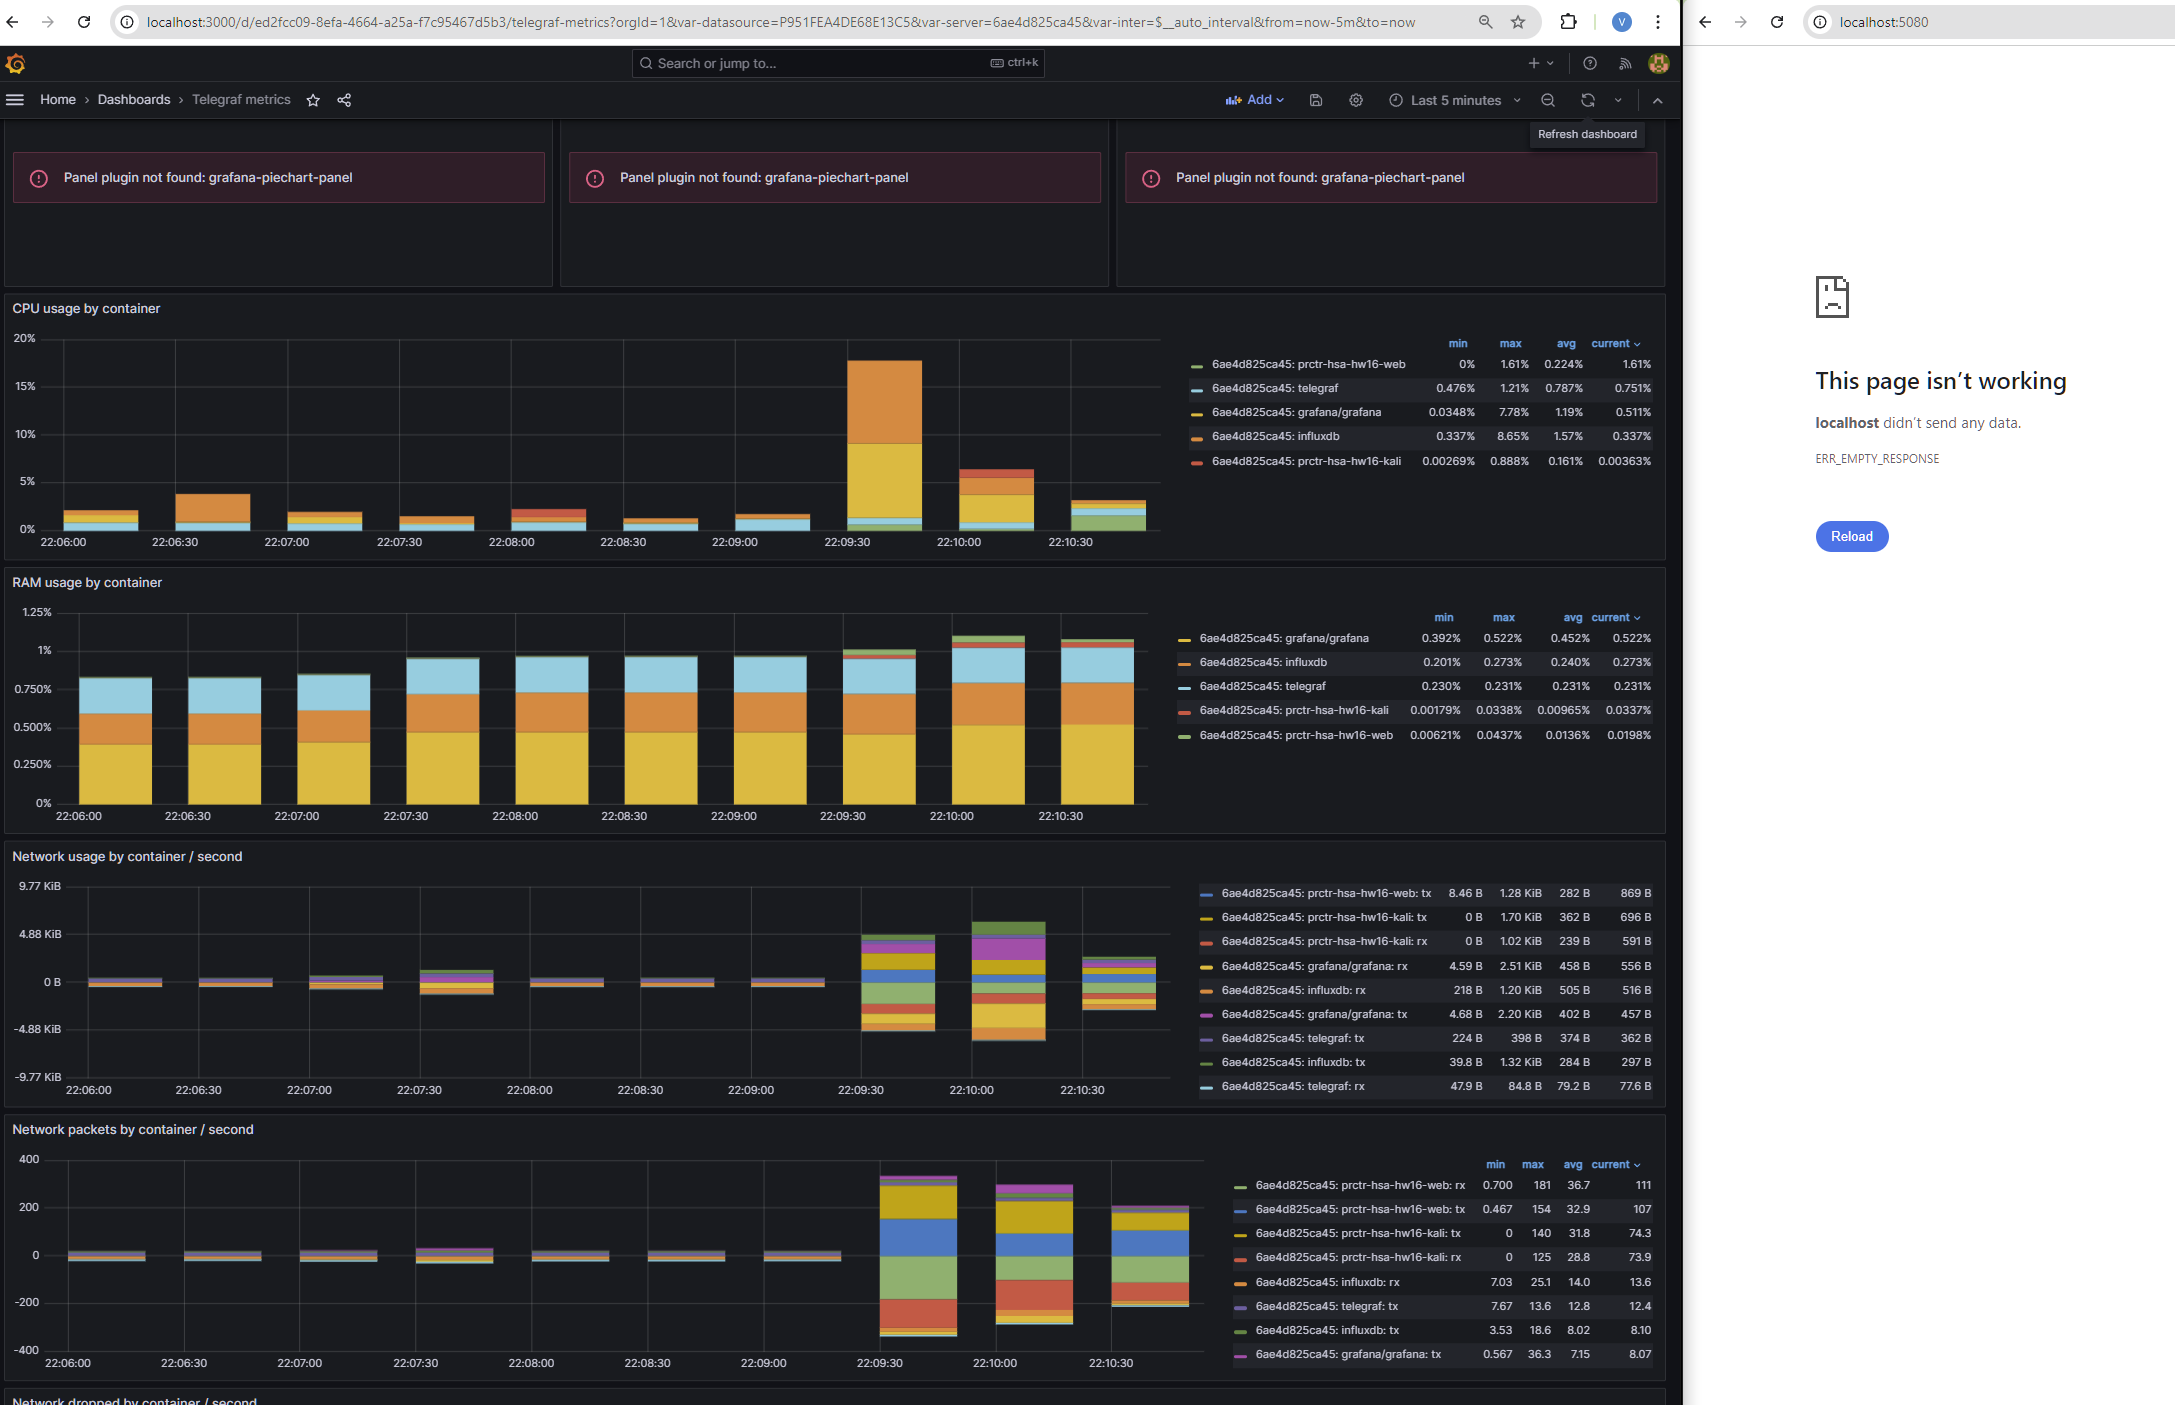 localhost:3000/d/ed2fcc09-8efa-4664-a25a-f7c95467d5b3/telegraf-metrics?orgId=1&var-datasource=P951FEA4DE68E13C5&var-server=6ae4d825ca45&var-inter=$__auto_interval&from=now-5m&to=now
V
localhost:5080
Search or jump to...
ctrl+k
Home › Dashboards › Telegraf metrics
Add
Last 5 minutes
Refresh dashboard
Panel plugin not found: grafana-piechart-panel
Panel plugin not found: grafana-piechart-panel
Panel plugin not found: grafana-piechart-panel
CPU usage by container
20%
15%
10%
5%
0%
22:06:00 22:06:30 22:07:00 22:07:30 22:08:00 22:08:30 22:09:00 22:09:30 22:10:00 22:10:30
min max avg current
6ae4d825ca45: prctr-hsa-hw16-web 0% 1.61% 0.224% 1.61%
6ae4d825ca45: telegraf 0.476% 1.21% 0.787% 0.751%
6ae4d825ca45: grafana/grafana 0.0348% 7.78% 1.19% 0.511%
6ae4d825ca45: influxdb 0.337% 8.65% 1.57% 0.337%
6ae4d825ca45: prctr-hsa-hw16-kali 0.00269% 0.888% 0.161% 0.00363%
RAM usage by container
1.25%
1%
0.750%
0.500%
0.250%
0%
22:06:00 22:06:30 22:07:00 22:07:30 22:08:00 22:08:30 22:09:00 22:09:30 22:10:00 22:10:30
min max avg current
6ae4d825ca45: grafana/grafana 0.392% 0.522% 0.452% 0.522%
6ae4d825ca45: influxdb 0.201% 0.273% 0.240% 0.273%
6ae4d825ca45: telegraf 0.230% 0.231% 0.231% 0.231%
6ae4d825ca45: prctr-hsa-hw16-kali 0.00179% 0.0338% 0.00965% 0.0337%
6ae4d825ca45: prctr-hsa-hw16-web 0.00621% 0.0437% 0.0136% 0.0198%
Network usage by container / second
9.77 KiB
4.88 KiB
0 B
-4.88 KiB
-9.77 KiB
22:06:00 22:06:30 22:07:00 22:07:30 22:08:00 22:08:30 22:09:00 22:09:30 22:10:00 22:10:30
6ae4d825ca45: prctr-hsa-hw16-web: tx 8.46 B 1.28 KiB 282 B 869 B
6ae4d825ca45: prctr-hsa-hw16-kali: tx 0 B 1.70 KiB 362 B 696 B
6ae4d825ca45: prctr-hsa-hw16-kali: rx 0 B 1.02 KiB 239 B 591 B
6ae4d825ca45: grafana/grafana: rx 4.59 B 2.51 KiB 458 B 556 B
6ae4d825ca45: influxdb: rx 218 B 1.20 KiB 505 B 516 B
6ae4d825ca45: grafana/grafana: tx 4.68 B 2.20 KiB 402 B 457 B
6ae4d825ca45: telegraf: tx 224 B 398 B 374 B 362 B
6ae4d825ca45: influxdb: tx 39.8 B 1.32 KiB 284 B 297 B
6ae4d825ca45: telegraf: rx 47.9 B 84.8 B 79.2 B 77.6 B
Network packets by container / second
400
200
0
-200
-400
22:06:00 22:06:30 22:07:00 22:07:30 22:08:00 22:08:30 22:09:00 22:09:30 22:10:00 22:10:30
min max avg current
6ae4d825ca45: prctr-hsa-hw16-web: rx 0.700 181 36.7 111
6ae4d825ca45: prctr-hsa-hw16-web: tx 0.467 154 32.9 107
6ae4d825ca45: prctr-hsa-hw16-kali: tx 0 140 31.8 74.3
6ae4d825ca45: prctr-hsa-hw16-kali: rx 0 125 28.8 73.9
6ae4d825ca45: influxdb: rx 7.03 25.1 14.0 13.6
6ae4d825ca45: telegraf: tx 7.67 13.6 12.8 12.4
6ae4d825ca45: influxdb: tx 3.53 18.6 8.02 8.10
6ae4d825ca45: grafana/grafana: tx 0.567 36.3 7.15 8.07
Network dropped by container / second
This page isn’t working
localhost didn’t send any data.
ERR_EMPTY_RESPONSE
Reload